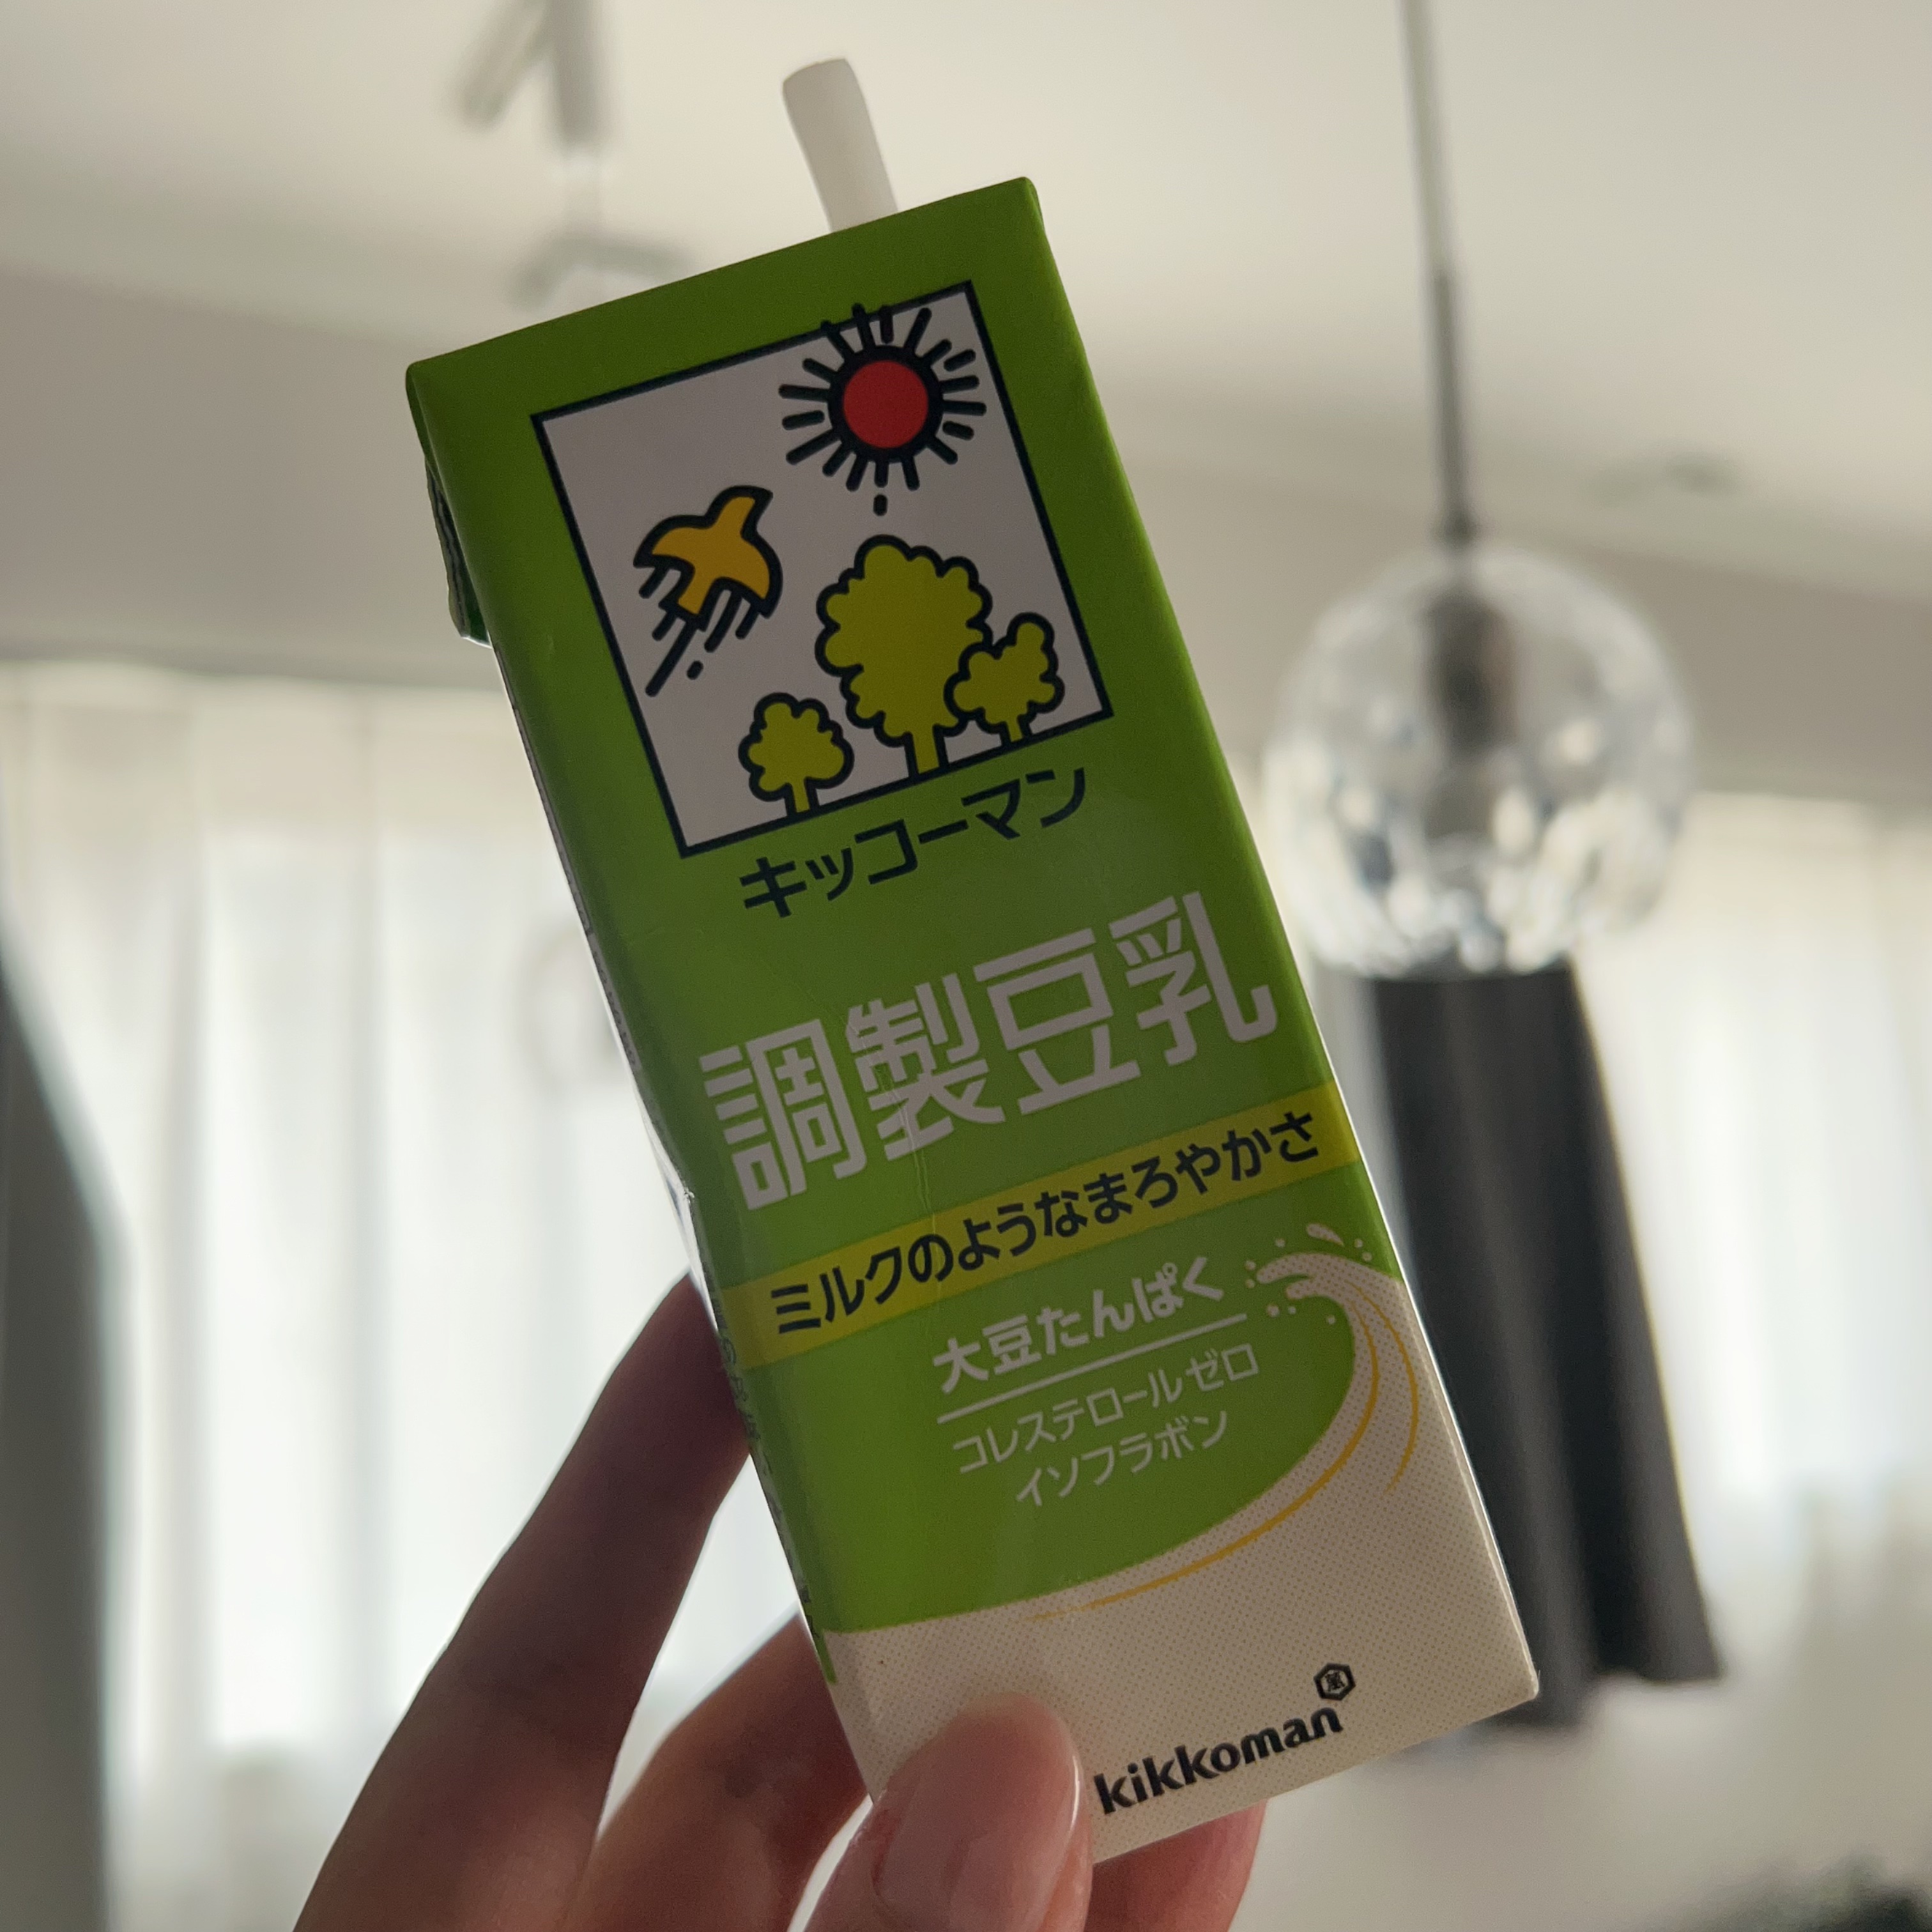 キッコーマン
調製豆乳
ミルクのようなまろやかさ
大豆たんぱく
コレステロールゼロ
イソフラボン
kikkoman